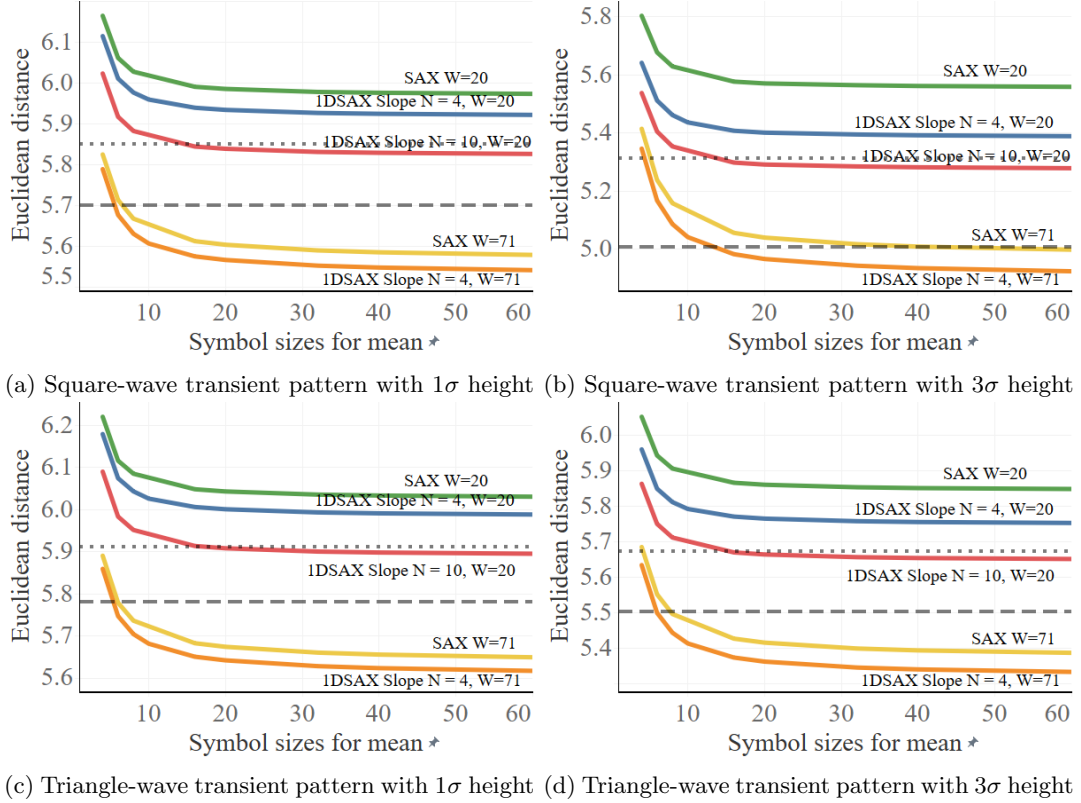 Euclidean distance
6.1
6.0
5.9
5.8
5.7
5.6
5.5
SAX W=20
1DSAX Slope N = 4, W=20
1DSAX Slope N = 10, W=20
SAX W=71
1DSAX Slope N = 4, W=71
10 20 30 40 50 60
Symbol sizes for mean
(a) Square-wave transient pattern with 1σ height
Euclidean distance
5.8
5.6
5.4
5.2
5.0
SAX W=20
1DSAX Slope N = 4, W=20
1DSAX Slope N = 10, W=20
SAX W=71
1DSAX Slope N = 4, W=71
10 20 30 40 50 60
Symbol sizes for mean
(b) Square-wave transient pattern with 3σ height
Euclidean distance
6.2
6.1
6.0
5.9
5.8
5.7
5.6
SAX W=20
1DSAX Slope N = 4, W=20
1DSAX Slope N = 10, W=20
SAX W=71
1DSAX Slope N = 4, W=71
10 20 30 40 50 60
Symbol sizes for mean
(c) Triangle-wave transient pattern with 1σ height
Euclidean distance
6.0
5.9
5.8
5.7
5.6
5.5
5.4
SAX W=20
1DSAX Slope N = 4, W=20
1DSAX Slope N = 10, W=20
SAX W=71
1DSAX Slope N = 4, W=71
10 20 30 40 50 60
Symbol sizes for mean
(d) Triangle-wave transient pattern with 3σ height